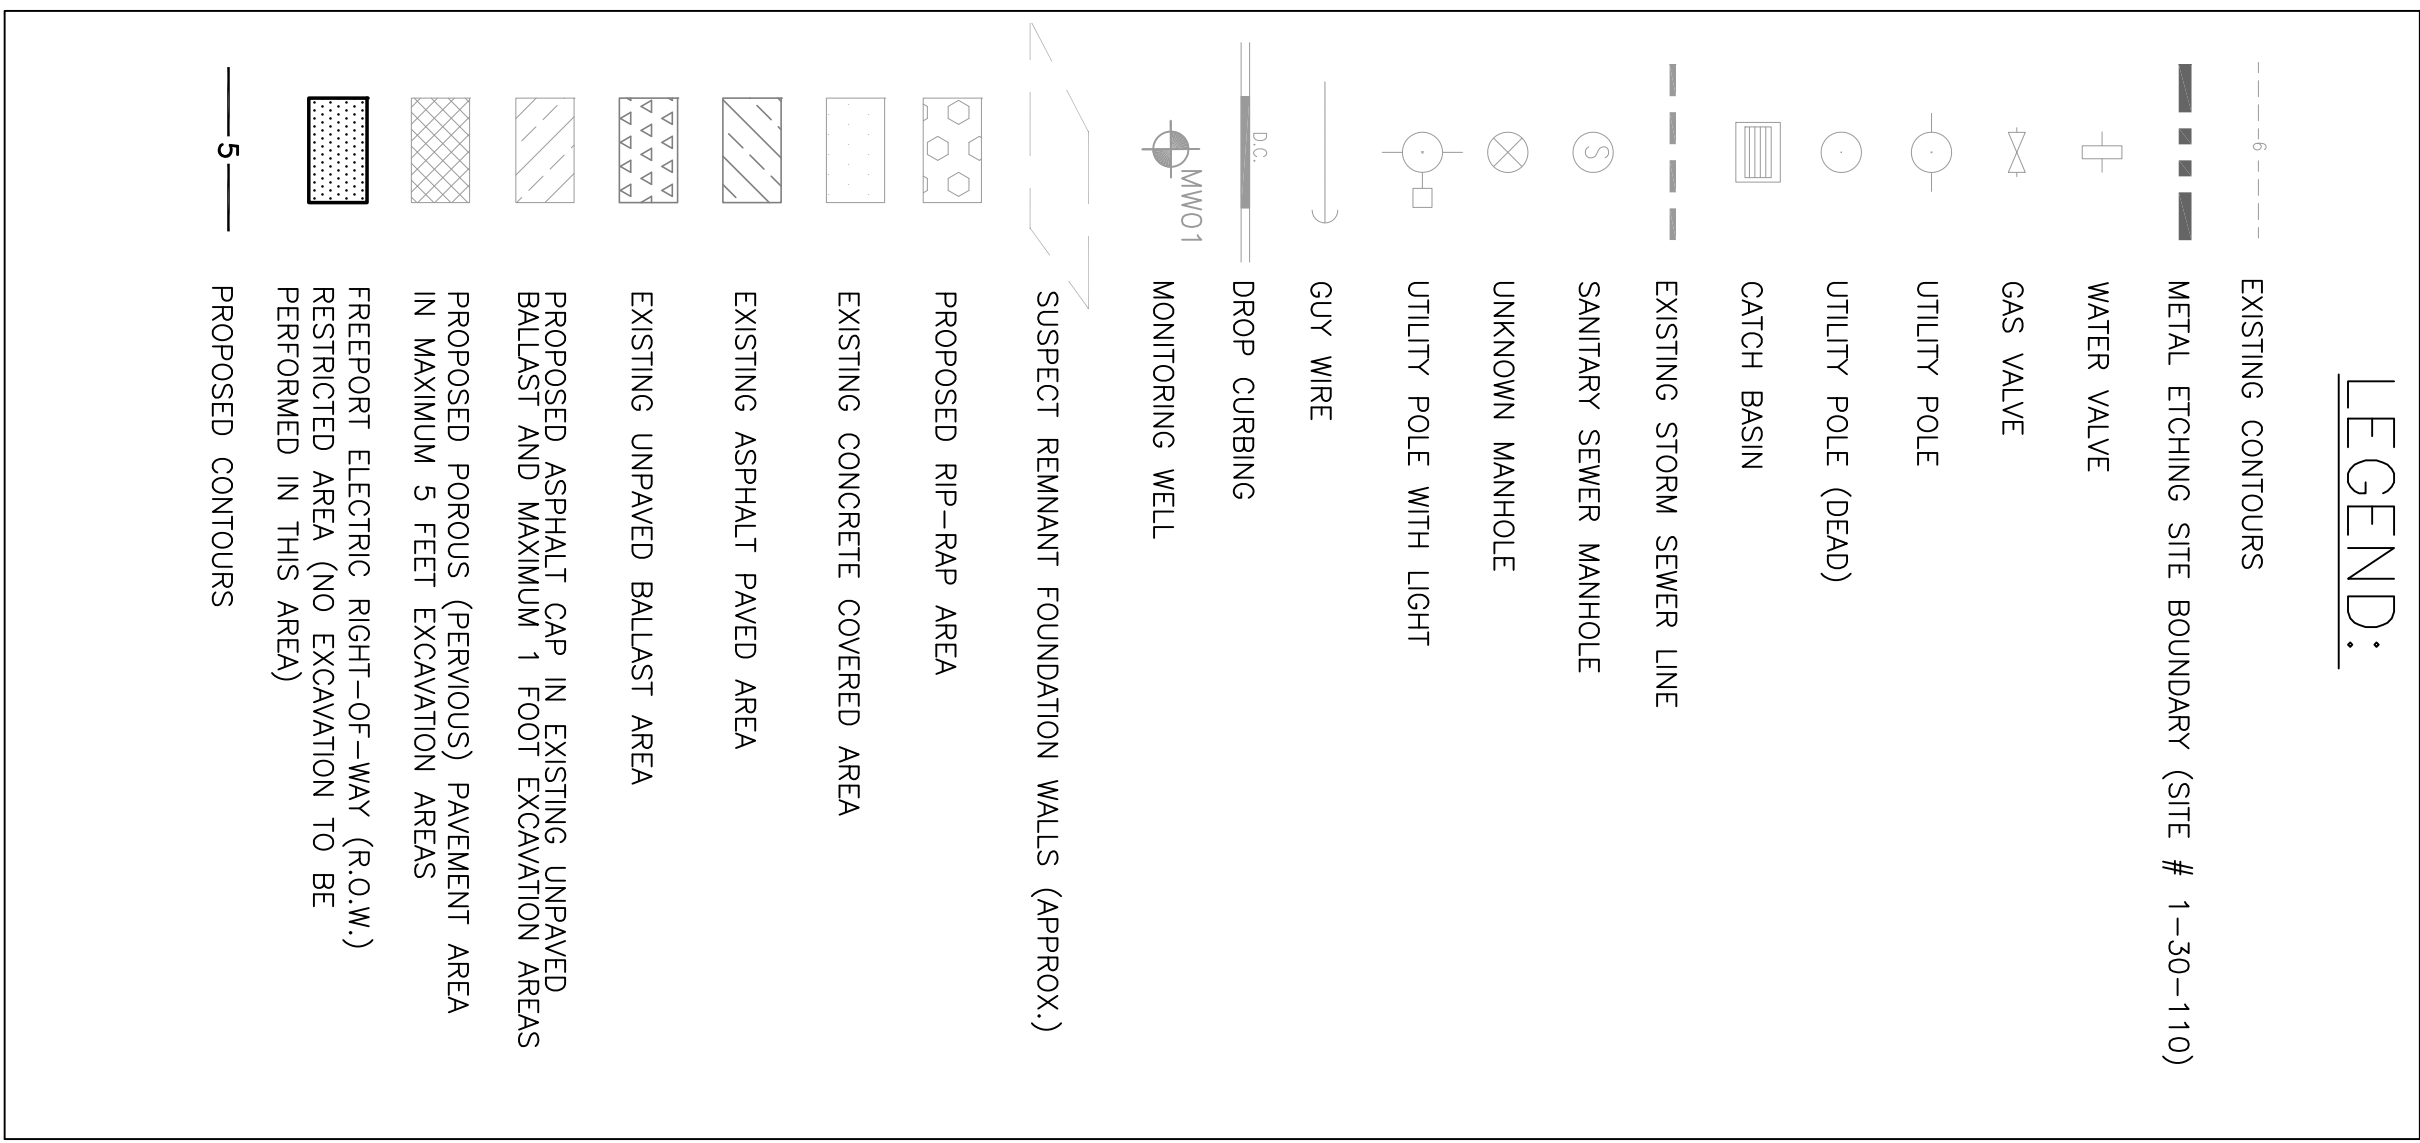 LEGEND:
-6- EXISTING CONTOURS
METAL ETCHING SITE BOUNDARY (SITE # 1-30-110)
WATER VALVE
GAS VALVE
UTILITY POLE
UTILITY POLE (DEAD)
CATCH BASIN
EXISTING STORM SEWER LINE
S SANITARY SEWER MANHOLE
UNKNOWN MANHOLE
UTILITY POLE WITH LIGHT
GUY WIRE
D.C. DROP CURBING
MW01 MONITORING WELL
SUSPECT REMNANT FOUNDATION WALLS (APPROX.)
PROPOSED RIP-RAP AREA
EXISTING CONCRETE COVERED AREA
EXISTING ASPHALT PAVED AREA
EXISTING UNPAVED BALLAST AREA
PROPOSED ASPHALT CAP IN EXISTING UNPAVED
BALLAST AND MAXIMUM 1 FOOT EXCAVATION AREAS
PROPOSED POROUS (PERVIOUS) PAVEMENT AREA
IN MAXIMUM 5 FEET EXCAVATION AREAS
FREEPORT ELECTRIC RIGHT-OF-WAY (R.O.W.)
RESTRICTED AREA (NO EXCAVATION TO BE
PERFORMED IN THIS AREA)
5 PROPOSED CONTOURS